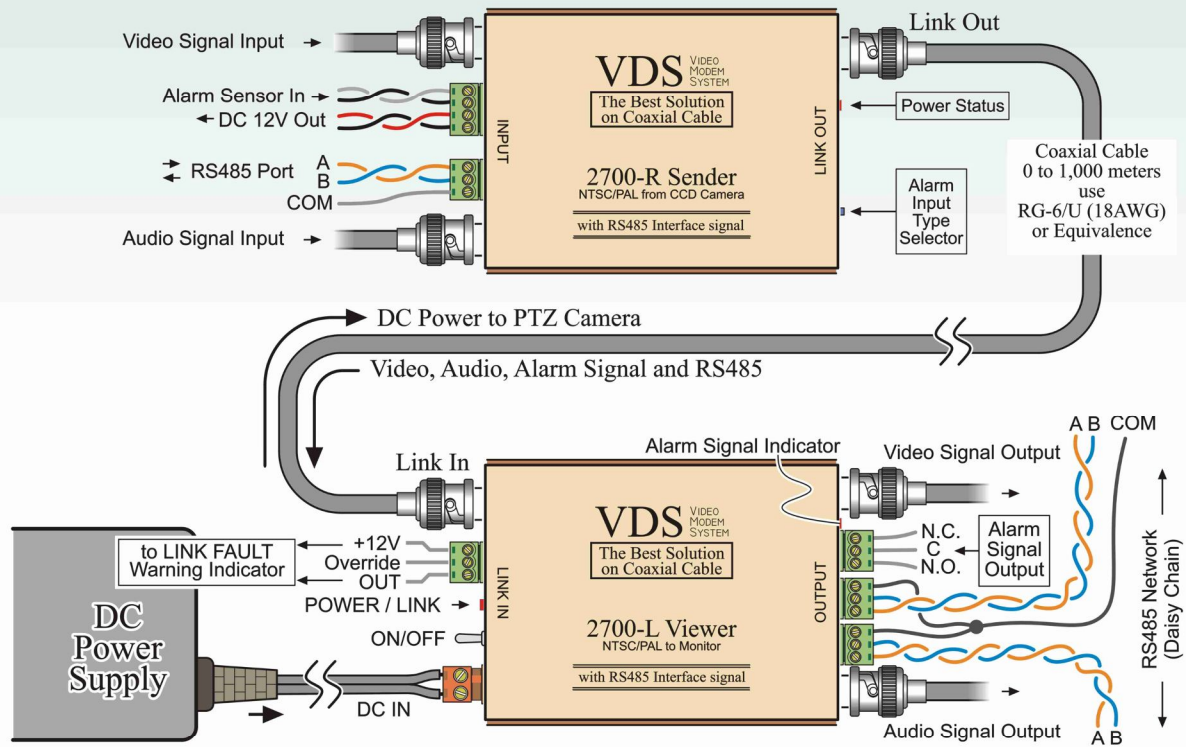 Video Signal Input
Alarm Sensor In
DC 12V Out
RS485 Port
A
B
COM
Audio Signal Input
INPUT
VDS VIDEO
MODEM
SYSTEM
The Best Solution
on Coaxial Cable
2700-R Sender
NTSC/PAL from CCD Camera
with RS485 Interface signal
LINK OUT
Link Out
Power Status
Alarm
Input
Type
Selector
Coaxial Cable
0 to 1,000 meters
use
RG-6/U (18AWG)
or Equivalence
DC Power to PTZ Camera
Video, Audio, Alarm Signal and RS485
Link In
to LINK FAULT
Warning Indicator
+12V
Override
OUT
POWER / LINK
ON/OFF
DC IN
DC
Power
Supply
LINK IN
VDS VIDEO
MODEM
SYSTEM
The Best Solution
on Coaxial Cable
2700-L Viewer
NTSC/PAL to Monitor
with RS485 Interface signal
OUTPUT
Alarm Signal Indicator
Video Signal Output
A B COM
N.C.
C
N.O.
Alarm
Signal
Output
RS485 Network
(Daisy Chain)
Audio Signal Output
A B